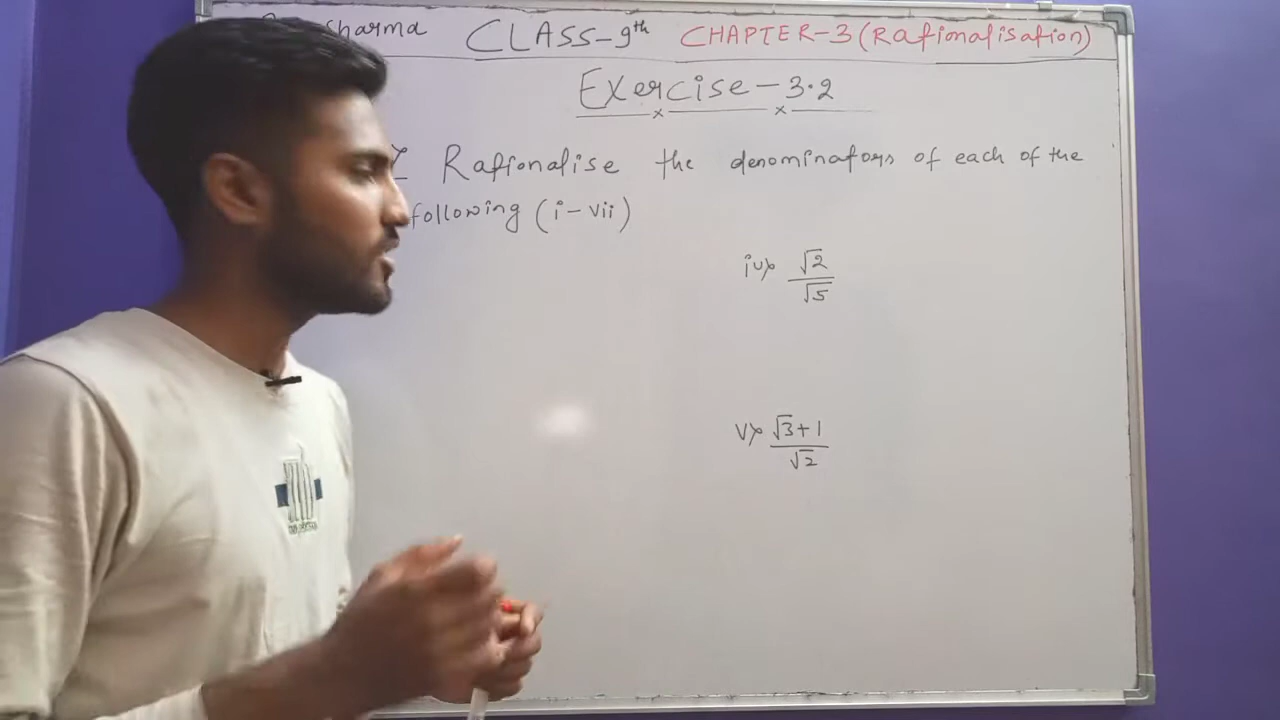 CLASS-9th CHAPTER-3 (Rationalisation)
Exercise-3.2
Rationalise the denominators of each of the
following (i-vii)
iv> √2/√5
v> √3+1/√2